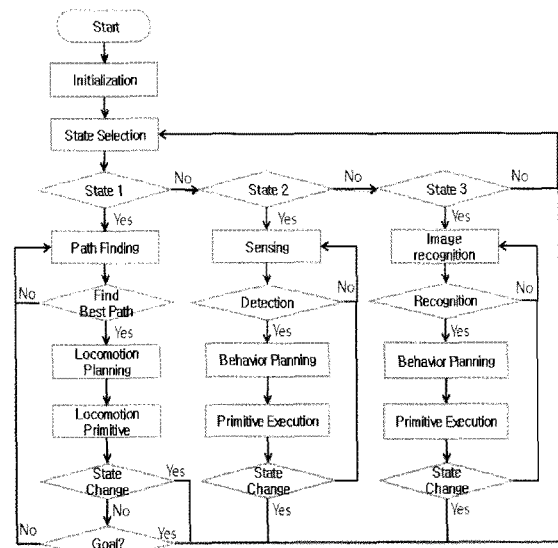 Start
Initialization
State Selection
State 1
No
State 2
No
State 3
No
Yes
Yes
Yes
Path Finding
Sensing
Image
recognition
No
Find
Best Path
Detection
No
Recognition
No
Yes
Yes
Yes
Locomotion
Planning
Behavior Planning
Behavior Planning
Locomotion
Primitive
Primitive Execution
Primitive Execution
State
Change
Yes
State
Change
State
Change
No
Yes
Yes
No
Goal?
Yes